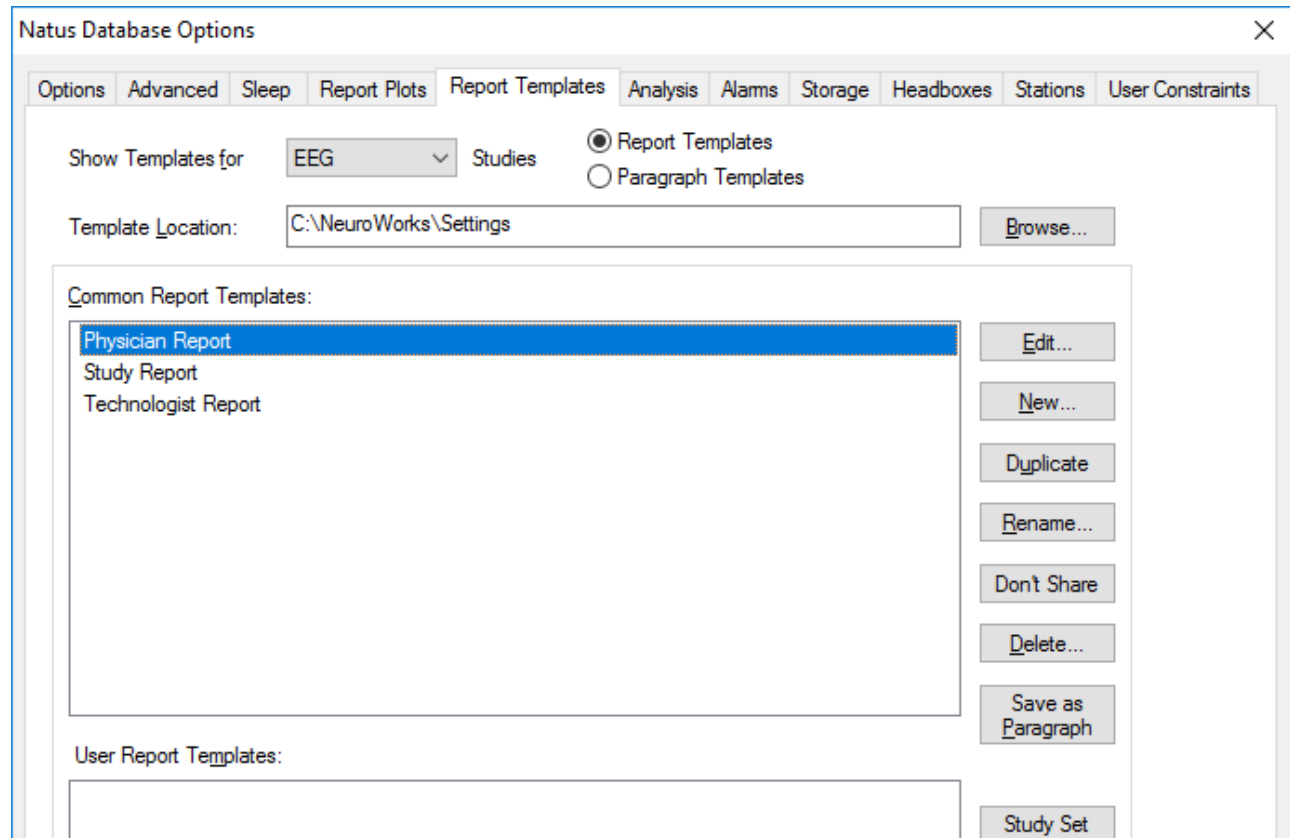 Natus Database Options
Options Advanced Sleep Report Plots Report Templates Analysis Alarms Storage Headboxes Stations User Constraints
Show Templates for EEG Studies
Report Templates
Paragraph Templates
Template Location: C:\NeuroWorks\Settings Browse...
Common Report Templates:
Physician Report
Study Report
Technologist Report
Edit...
New...
Duplicate
Rename...
Don't Share
Delete...
Save as
Paragraph
User Report Templates:
Study Set